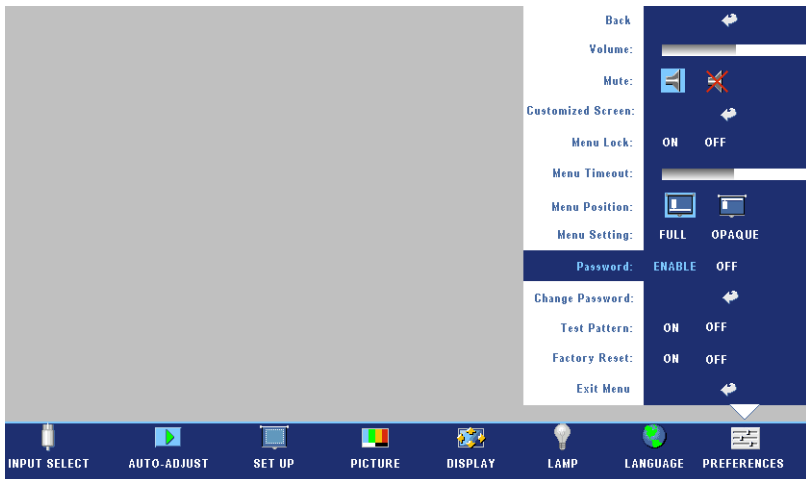 Back
Volume:
Mute:
Customized Screen:
Menu Lock: ON OFF
Menu Timeout:
Menu Position:
Menu Setting: FULL OPAQUE
Password: ENABLE OFF
Change Password:
Test Pattern: ON OFF
Factory Reset: ON OFF
Exit Menu
INPUT SELECT AUTO-ADJUST SET UP PICTURE DISPLAY LAMP LANGUAGE PREFERENCES